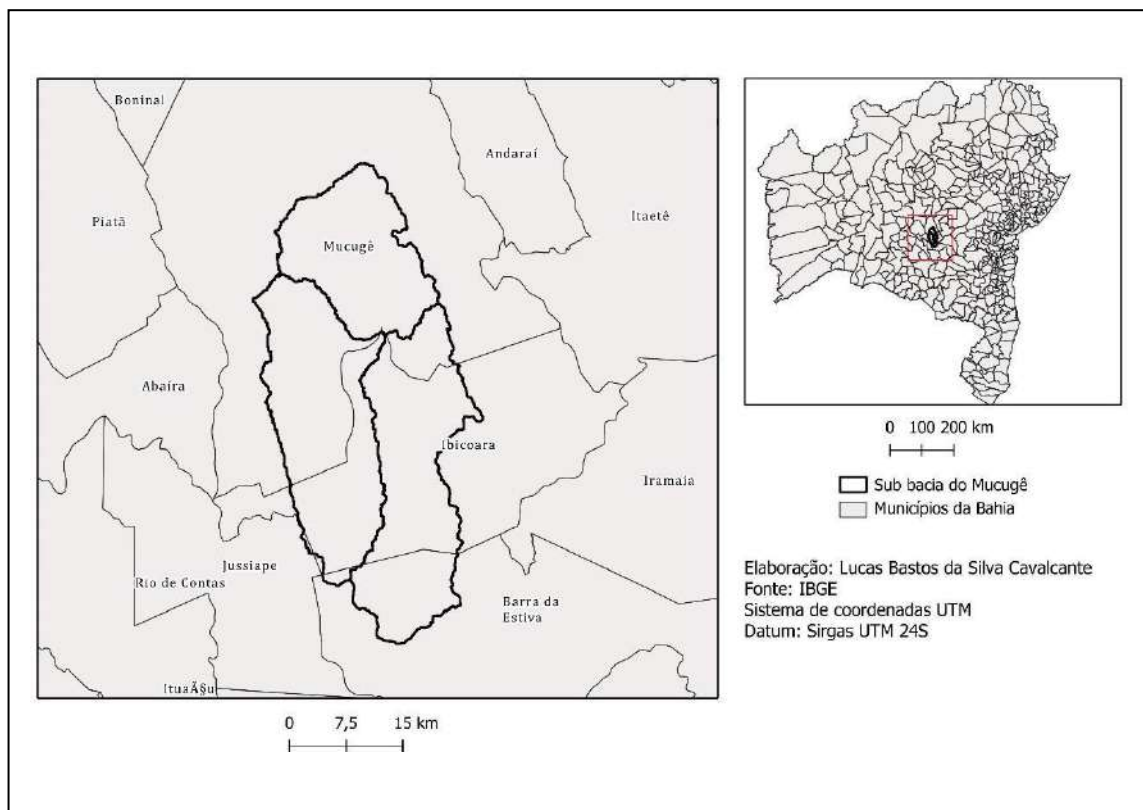 Boninal
Andaraí
Piatã
Itaetê
Mucugê
Abaíra
Ibicoara
Iramaia
Jussiape
Rio de Contas
Barra da
Estiva
ItuaÃ§u
0 7,5 15 km
0 100 200 km
Sub bacia do Mucugê
Municípios da Bahia
Elaboração: Lucas Bastos da Silva Cavalcante
Fonte: IBGE
Sistema de coordenadas UTM
Datum: Sirgas UTM 24S